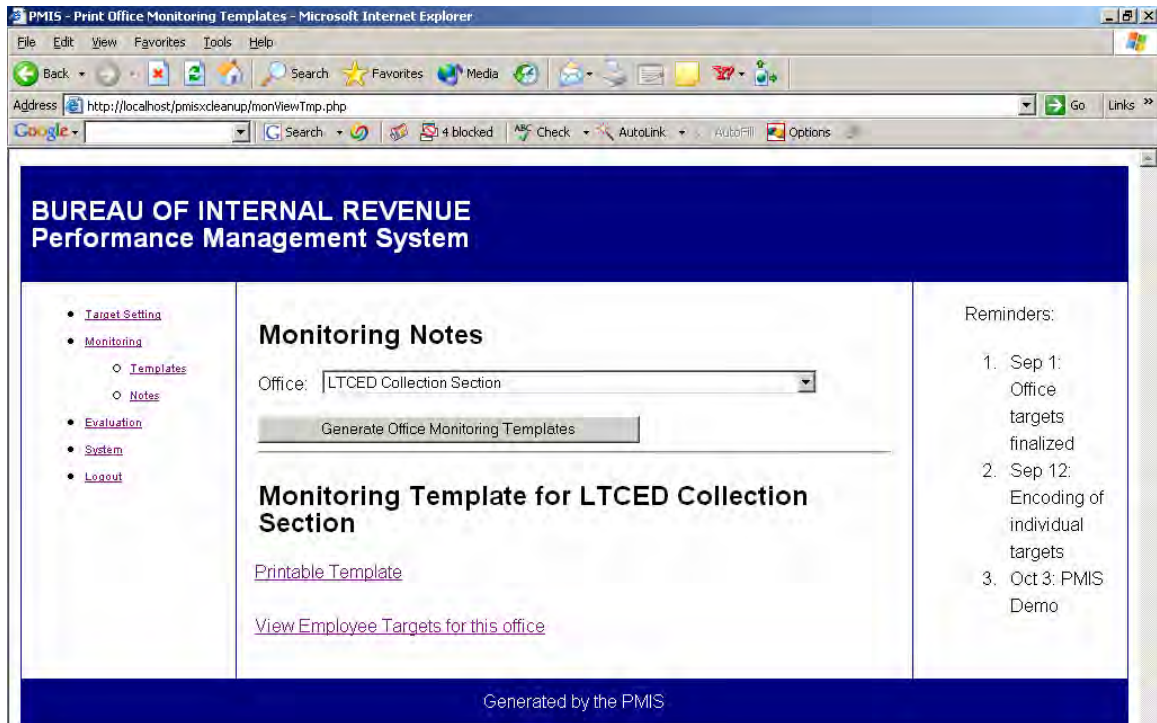 PMIS - Print Office Monitoring Templates - Microsoft Internet Explorer
File Edit View Favorites Tools Help
Back Search Favorites Media
Address http://localhost/pmisxcleanup/monViewTmp.php Go Links »
Google Search 4 blocked ABC Check AutoLink AutoFill Options
BUREAU OF INTERNAL REVENUE
Performance Management System
Target Setting
Monitoring
Templates
Notes
Evaluation
System
Logout
Monitoring Notes
Office: LTCED Collection Section
Generate Office Monitoring Templates
Monitoring Template for LTCED Collection
Section
Printable Template
View Employee Targets for this office
Reminders:
1. Sep 1:
Office
targets
finalized
2. Sep 12:
Encoding of
individual
targets
3. Oct 3: PMIS
Demo
Generated by the PMIS